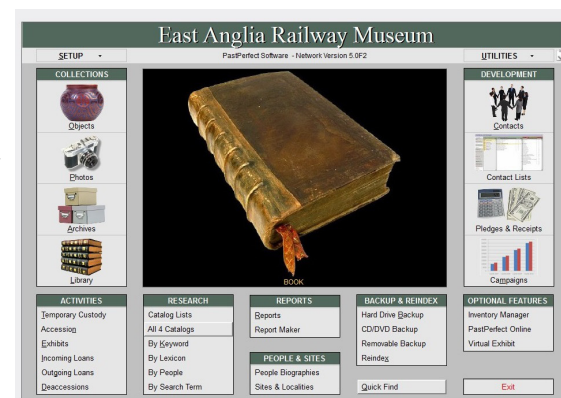 East Anglia Railway Museum
SETUP
PastPerfect Software - Network Version 5.0F2
UTILITIES
COLLECTIONS
Objects
Photos
Archives
Library
BOOK
DEVELOPMENT
Contacts
Contact Lists
Pledges & Receipts
Campaigns
ACTIVITIES
Temporary Custody
Accession
Exhibits
Incoming Loans
Outgoing Loans
Deaccessions
RESEARCH
Catalog Lists
All 4 Catalogs
By Keyword
By Lexicon
By People
By Search Term
REPORTS
Reports
Report Maker
PEOPLE & SITES
People Biographies
Sites & Localities
BACKUP & REINDEX
Hard Drive Backup
CD/DVD Backup
Removable Backup
Reindex
Quick Find
OPTIONAL FEATURES
Inventory Manager
PastPerfect Online
Virtual Exhibit
Exit